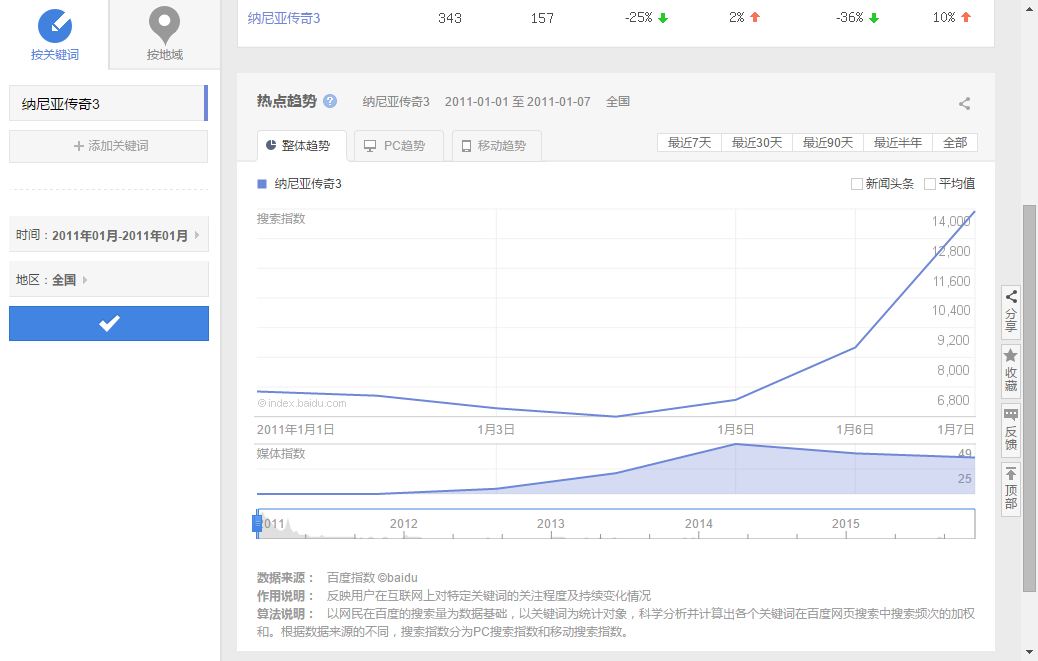 按关键词
按地域
纳尼亚传奇3
添加关键词
时间：2011年01月-2011年01月
地区：全国
纳尼亚传奇3 343 157 -25% 2% -36% 10%
热点趋势 ? 纳尼亚传奇3 2011-01-01 至 2011-01-07 全国
整体趋势 PC趋势 移动趋势
最近7天 最近30天 最近90天 最近半年 全部
纳尼亚传奇3
新闻头条 平均值
搜索指数
14,000
12,800
11,600
10,400
9,200
8,000
6,800
©index.baidu.com
2011年1月1日 1月3日 1月5日 1月6日 1月7日
媒体指数
49
25
2011 2012 2013 2014 2015
数据来源： 百度指数 ©baidu
作用说明： 反映用户在互联网上对特定关键词的关注程度及持续变化情况
算法说明： 以网民在百度的搜索量为数据基础，以关键词为统计对象，科学分析并计算出各个关键词在百度网页搜索中搜索频次的加权
和。根据数据来源的不同，搜索指数分为PC搜索指数和移动搜索指数。
分享
收藏
反馈
顶部